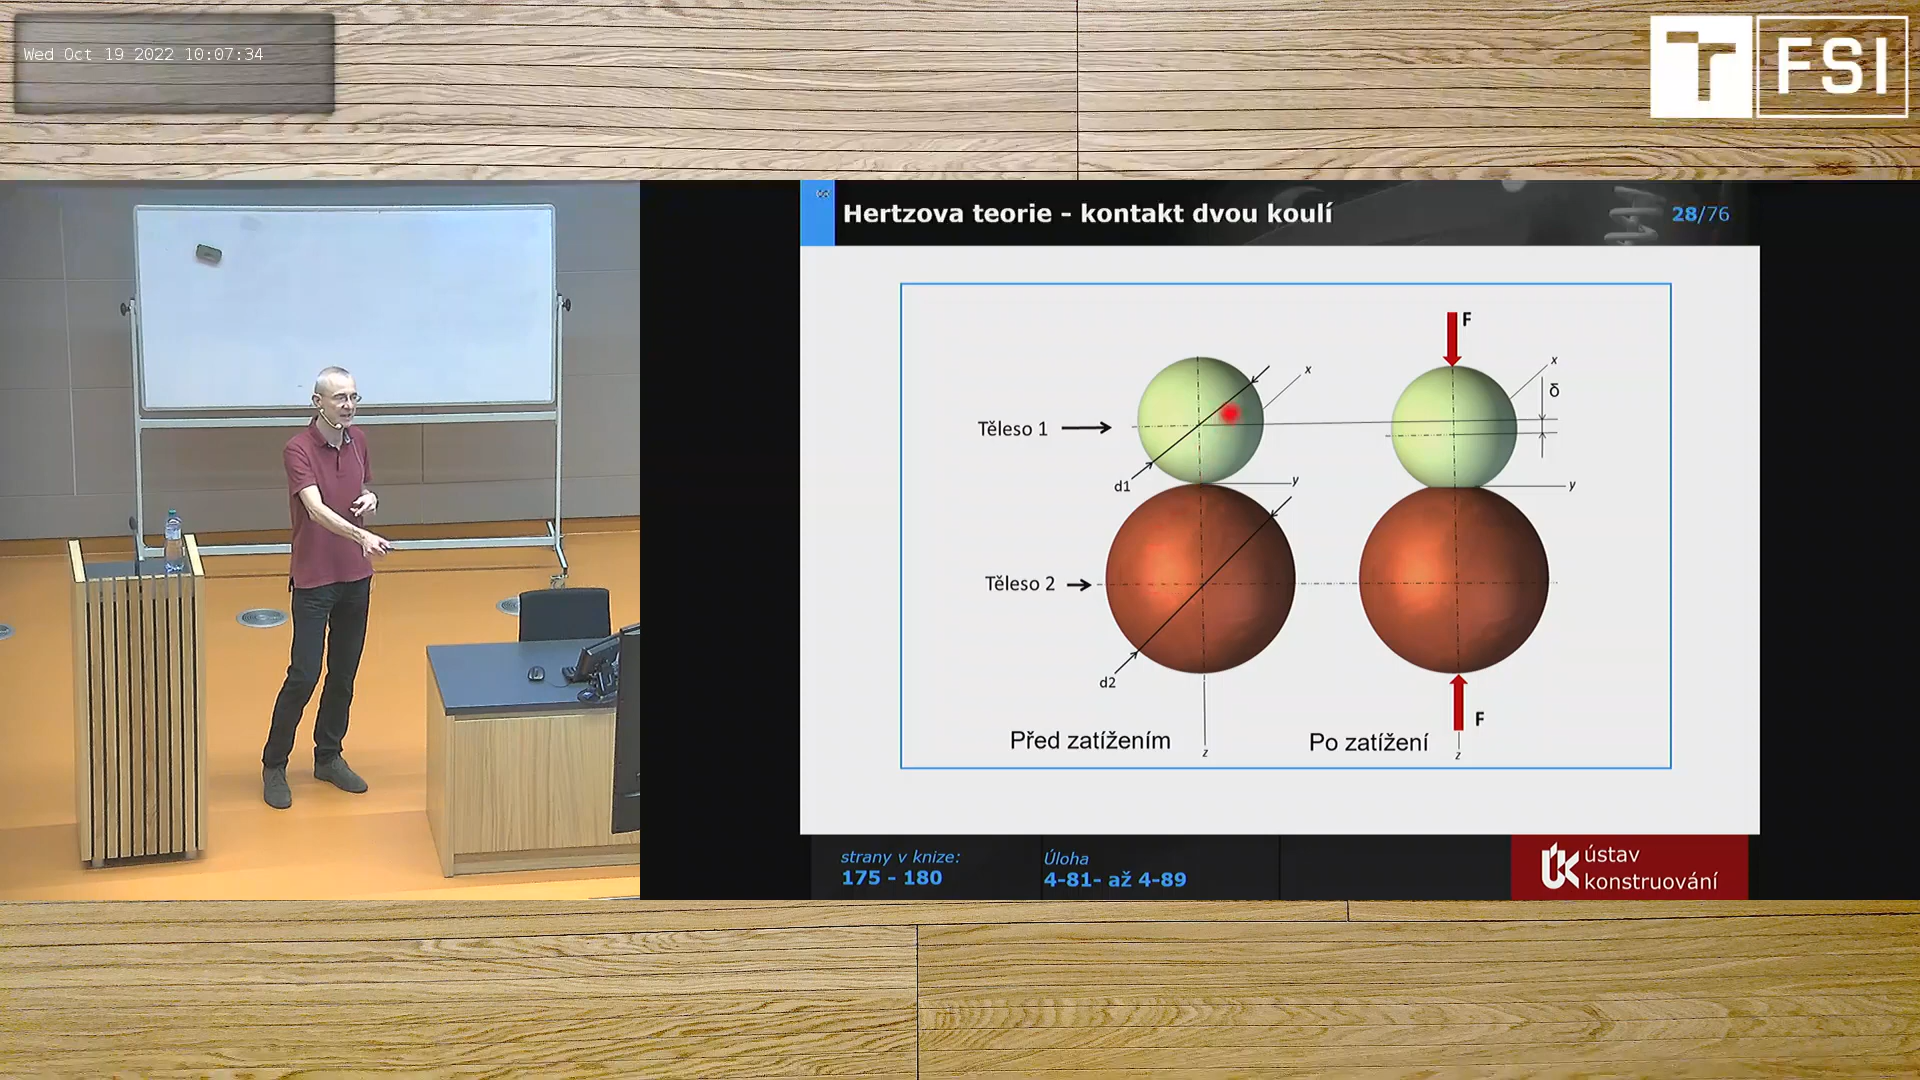 Wed Oct 19 2022 10:07:34
T FSI
Hertzova teorie - kontakt dvou koulí
28/76
F
x
x
δ
Těleso 1
d1
y
y
Těleso 2
d2
F
Před zatížením
Po zatížení
z
z
strany v knize:
175 - 180
Úloha
4-81- až 4-89
ÚK ústav
konstruování